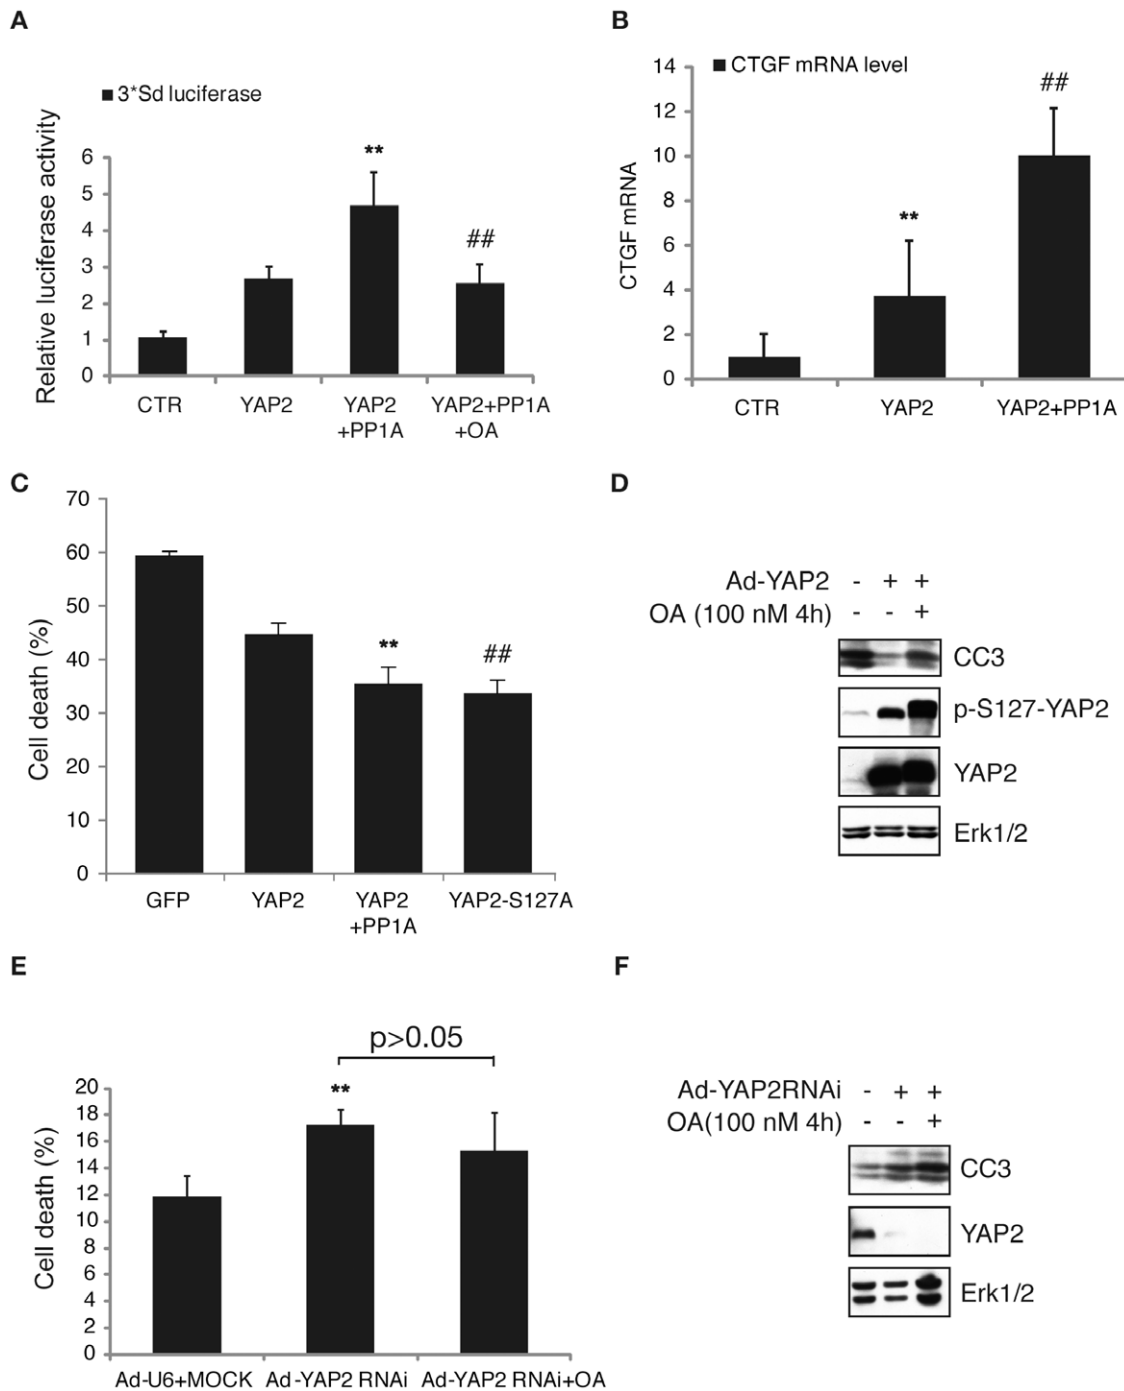 A
3*Sd luciferase
Relative luciferase activity
6
5
4
3
2
1
0
**
##
CTR
YAP2
YAP2
+PP1A
YAP2+PP1A
+OA
B
CTGF mRNA level
CTGF mRNA
14
12
10
8
6
4
2
0
**
##
CTR
YAP2
YAP2+PP1A
C
Cell death (%)
70
60
50
40
30
20
10
0
**
##
GFP
YAP2
YAP2
+PP1A
YAP2-S127A
D
Ad-YAP2 - + +
OA (100 nM 4h) - - +
CC3
p-S127-YAP2
YAP2
Erk1/2
E
p>0.05
Cell death (%)
20
18
16
14
12
10
8
6
4
2
0
**
Ad-U6+MOCK
Ad-YAP2 RNAi
Ad-YAP2 RNAi+OA
F
Ad-YAP2RNAi - + +
OA(100 nM 4h) - - +
CC3
YAP2
Erk1/2